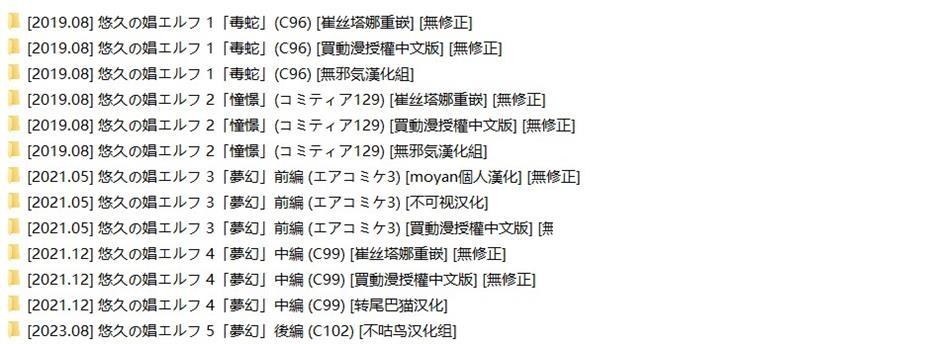 [2019.08] 悠久の娼エルフ 1「毒蛇」(C96) [崔丝塔娜重嵌] [無修正]
[2019.08] 悠久の娼エルフ 1「毒蛇」(C96) [買動漫授權中文版] [無修正]
[2019.08] 悠久の娼エルフ 1「毒蛇」(C96) [無邪気漢化組]
[2019.08] 悠久の娼エルフ 2「憧憬」(コミティア129) [崔丝塔娜重嵌] [無修正]
[2019.08] 悠久の娼エルフ 2「憧憬」(コミティア129) [買動漫授權中文版] [無修正]
[2019.08] 悠久の娼エルフ 2「憧憬」(コミティア129) [無邪気漢化組]
[2021.05] 悠久の娼エルフ 3「夢幻」前編 (エアコミケ3) [moyan個人漢化] [無修正]
[2021.05] 悠久の娼エルフ 3「夢幻」前編 (エアコミケ3) [不可视汉化]
[2021.05] 悠久の娼エルフ 3「夢幻」前編 (エアコミケ3) [買動漫授權中文版] [無
[2021.12] 悠久の娼エルフ 4「夢幻」中編 (C99) [崔丝塔娜重嵌] [無修正]
[2021.12] 悠久の娼エルフ 4「夢幻」中編 (C99) [買動漫授權中文版] [無修正]
[2021.12] 悠久の娼エルフ 4「夢幻」中編 (C99) [转尾巴猫汉化]
[2023.08] 悠久の娼エルフ 5「夢幻」後編 (C102) [不咕鸟汉化组]